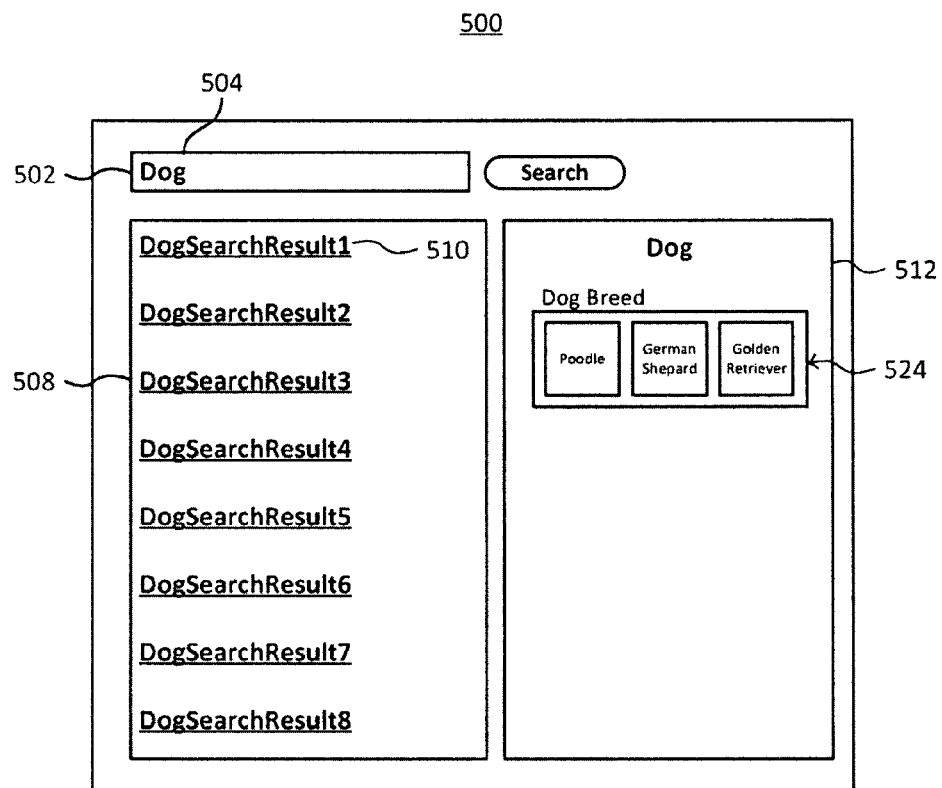 500
504
502
Dog
Search
DogSearchResult1
510
DogSearchResult2
508
DogSearchResult3
DogSearchResult4
DogSearchResult5
DogSearchResult6
DogSearchResult7
DogSearchResult8
Dog
512
Dog Breed
Poodle
German
Shepard
Golden
Retriever
524